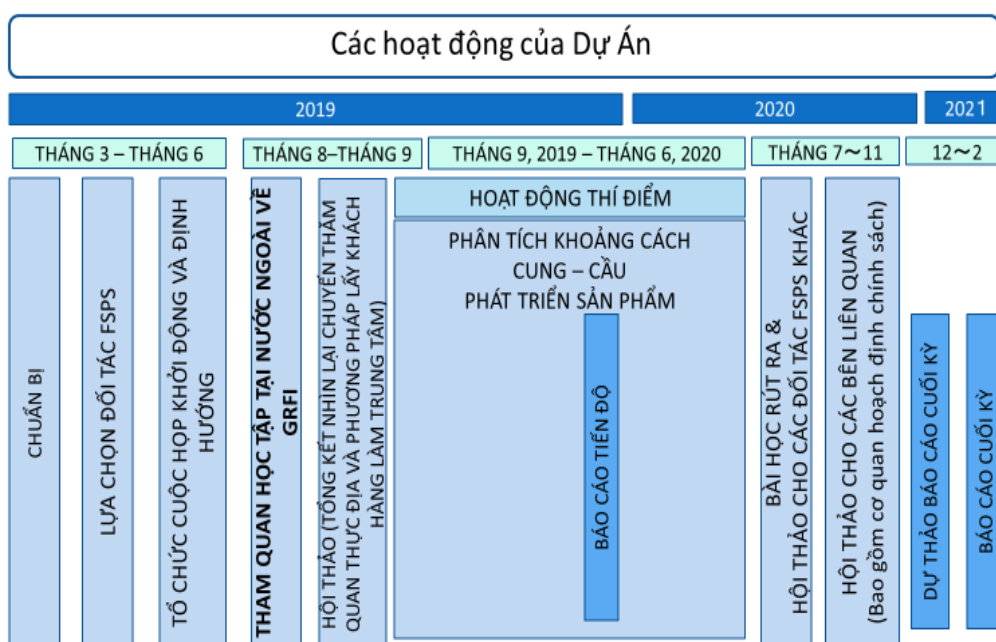 Các hoạt động của Dự Án
2019
2020
2021
THÁNG 3 – THÁNG 6
THÁNG 8–THÁNG 9
THÁNG 9, 2019 – THÁNG 6, 2020
THÁNG 7～11
12～2
CHUẨN BỊ
LỰA CHỌN ĐỐI TÁC FSPS
TỔ CHỨC CUỘC HỌP KHỞI ĐỘNG VÀ ĐỊNH
HƯỚNG
THAM QUAN HỌC TẬP TẠI NƯỚC NGOÀI VỀ
GRFI
HỘI THẢO (TỔNG KẾT NHÌN LẠI CHUYẾN THĂM
QUAN THỰC ĐỊA VÀ PHƯƠNG PHÁP LẤY KHÁCH
HÀNG LÀM TRUNG TÂM)
HOẠT ĐỘNG THÍ ĐIỂM
PHÂN TÍCH KHOẢNG CÁCH
CUNG – CẦU
PHÁT TRIỂN SẢN PHẨM
BÁO CÁO TIẾN ĐỘ
BÀI HỌC RÚT RA &
HỘI THẢO CHO CÁC ĐỐI TÁC FSPS KHÁC
HỘI THẢO CHO CÁC BÊN LIÊN QUAN
(Bao gồm cơ quan hoạch định chính sách)
DỰ THẢO BÁO CÁO CUỐI KỲ
BÁO CÁO CUỐI KỲ